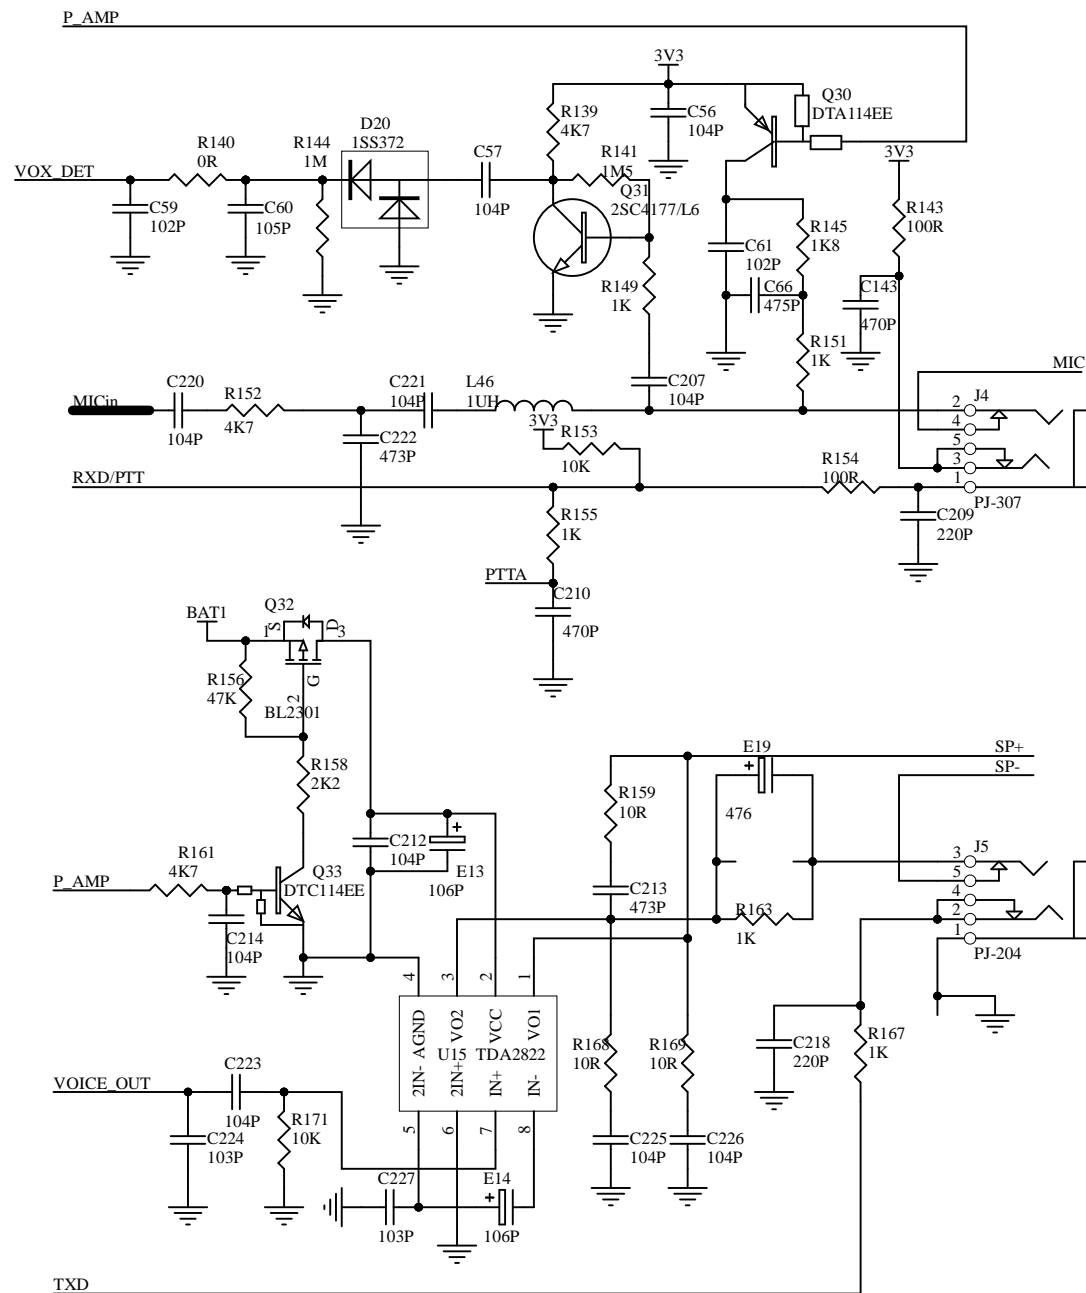 P_AMP
3V3
Q30
DTA114EE
R139
4K7
C56
104P
D20
1SS372
C57
104P
R140
0R
R144
1M
R141
1M5
Q31
2SC4177/L6
3V3
VOX_DET
C59
102P
C60
105P
R143
100R
R145
1K8
C61
102P
C66
475P
R149
1K
C143
470P
R151
1K
MIC
C220
104P
R152
4K7
C221
104P
L46
1UH
C207
104P
J4
MICin
3V3
C222
473P
R153
10K
2
4
5
3
1
R154
100R
PJ-307
RXD/PTT
R155
1K
C209
220P
PTTA
C210
470P
Q32
BAT1
1
S
D
3
G
2
R156
47K
BL2301
R158
2K2
E19
+
476
SP+
SP-
R159
10R
C212
104P
+
E13
106P
J5
3
5
4
2
1
PJ-204
R161
4K7
Q33
DTC114EE
P_AMP
C213
473P
R163
1K
C214
104P
4
3
2
1
AGND
VO2
VCC
VO1
U15
TDA2822
2IN-
2IN+
IN+
IN-
5
6
7
8
R168
10R
R169
10R
C218
220P
R167
1K
C223
104P
VOICE_OUT
C224
103P
R171
10K
C225
104P
C226
104P
C227
103P
E14
+
106P
TXD